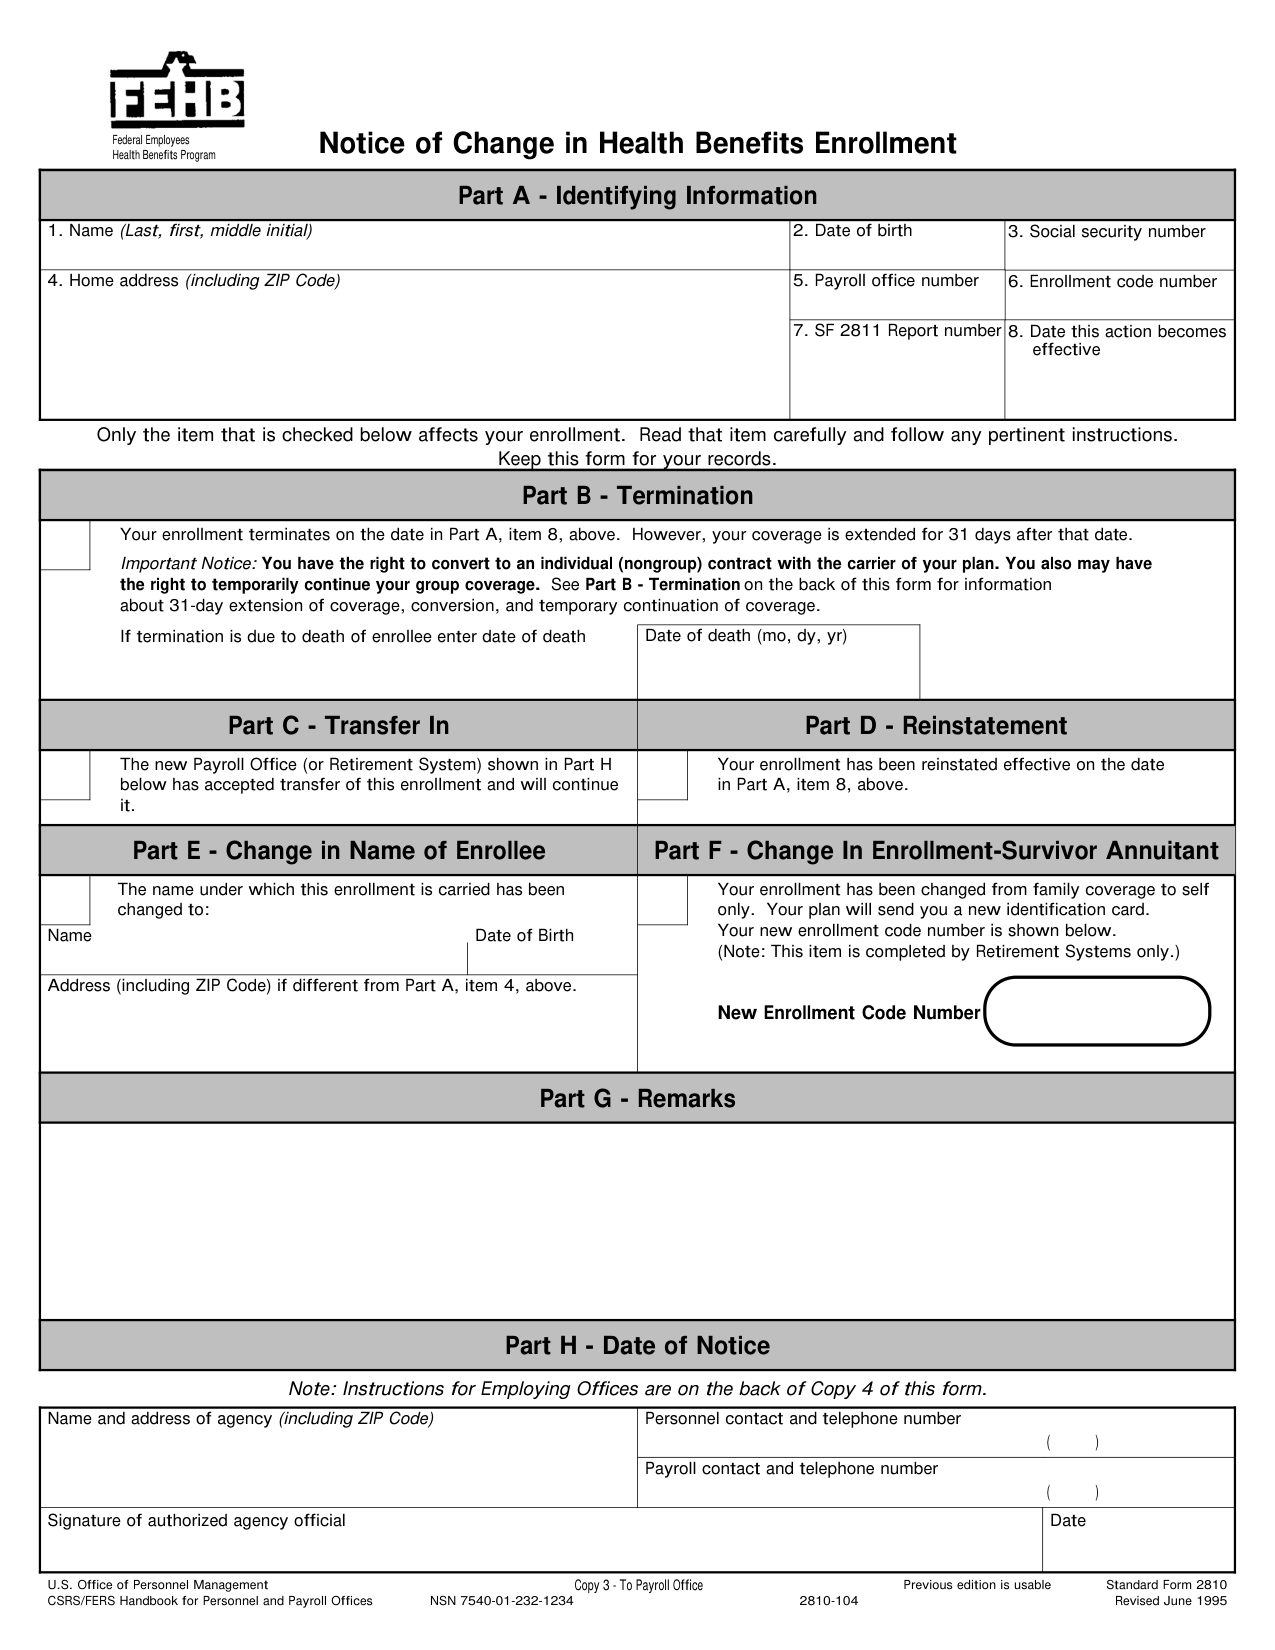 FEHB
Federal Employees
Health Benefits Program
Notice of Change in Health Benefits Enrollment
Part A - Identifying Information
1. Name (Last, first, middle initial)
2. Date of birth
3. Social security number
4. Home address (including ZIP Code)
5. Payroll office number
6. Enrollment code number
7. SF 2811 Report number
8. Date this action becomes
effective
Only the item that is checked below affects your enrollment. Read that item carefully and follow any pertinent instructions.
Keep this form for your records.
Part B - Termination
Your enrollment terminates on the date in Part A, item 8, above. However, your coverage is extended for 31 days after that date.
Important Notice: You have the right to convert to an individual (nongroup) contract with the carrier of your plan. You also may have
the right to temporarily continue your group coverage. See Part B - Termination on the back of this form for information
about 31-day extension of coverage, conversion, and temporary continuation of coverage.
If termination is due to death of enrollee enter date of death
Date of death (mo, dy, yr)
Part C - Transfer In
The new Payroll Office (or Retirement System) shown in Part H
below has accepted transfer of this enrollment and will continue
it.
Part D - Reinstatement
Your enrollment has been reinstated effective on the date
in Part A, item 8, above.
Part E - Change in Name of Enrollee
The name under which this enrollment is carried has been
changed to:
Name
Date of Birth
Address (including ZIP Code) if different from Part A, item 4, above.
Part F - Change In Enrollment-Survivor Annuitant
Your enrollment has been changed from family coverage to self
only. Your plan will send you a new identification card.
Your new enrollment code number is shown below.
(Note: This item is completed by Retirement Systems only.)
New Enrollment Code Number
Part G - Remarks
Part H - Date of Notice
Note: Instructions for Employing Offices are on the back of Copy 4 of this form.
Name and address of agency (including ZIP Code)
Personnel contact and telephone number
( )
Payroll contact and telephone number
( )
Signature of authorized agency official
Date
U.S. Office of Personnel Management
CSRS/FERS Handbook for Personnel and Payroll Offices
NSN 7540-01-232-1234
Copy 3 - To Payroll Office
2810-104
Previous edition is usable
Standard Form 2810
Revised June 1995